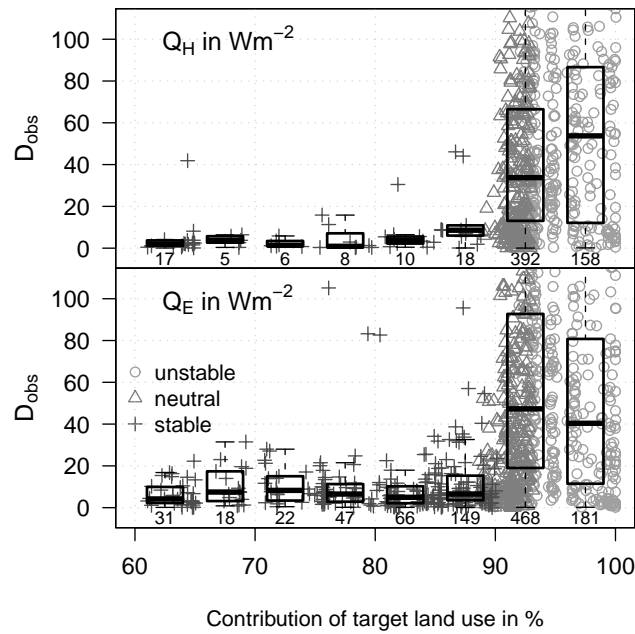 Q_H in Wm⁻²
D_obs
100
80
60
40
20
0
17 5 6 8 10 18 392 158
Q_E in Wm⁻²
D_obs
100
80
60
40
20
0
unstable
neutral
stable
31 18 22 47 66 149 468 181
60 70 80 90 100
Contribution of target land use in %